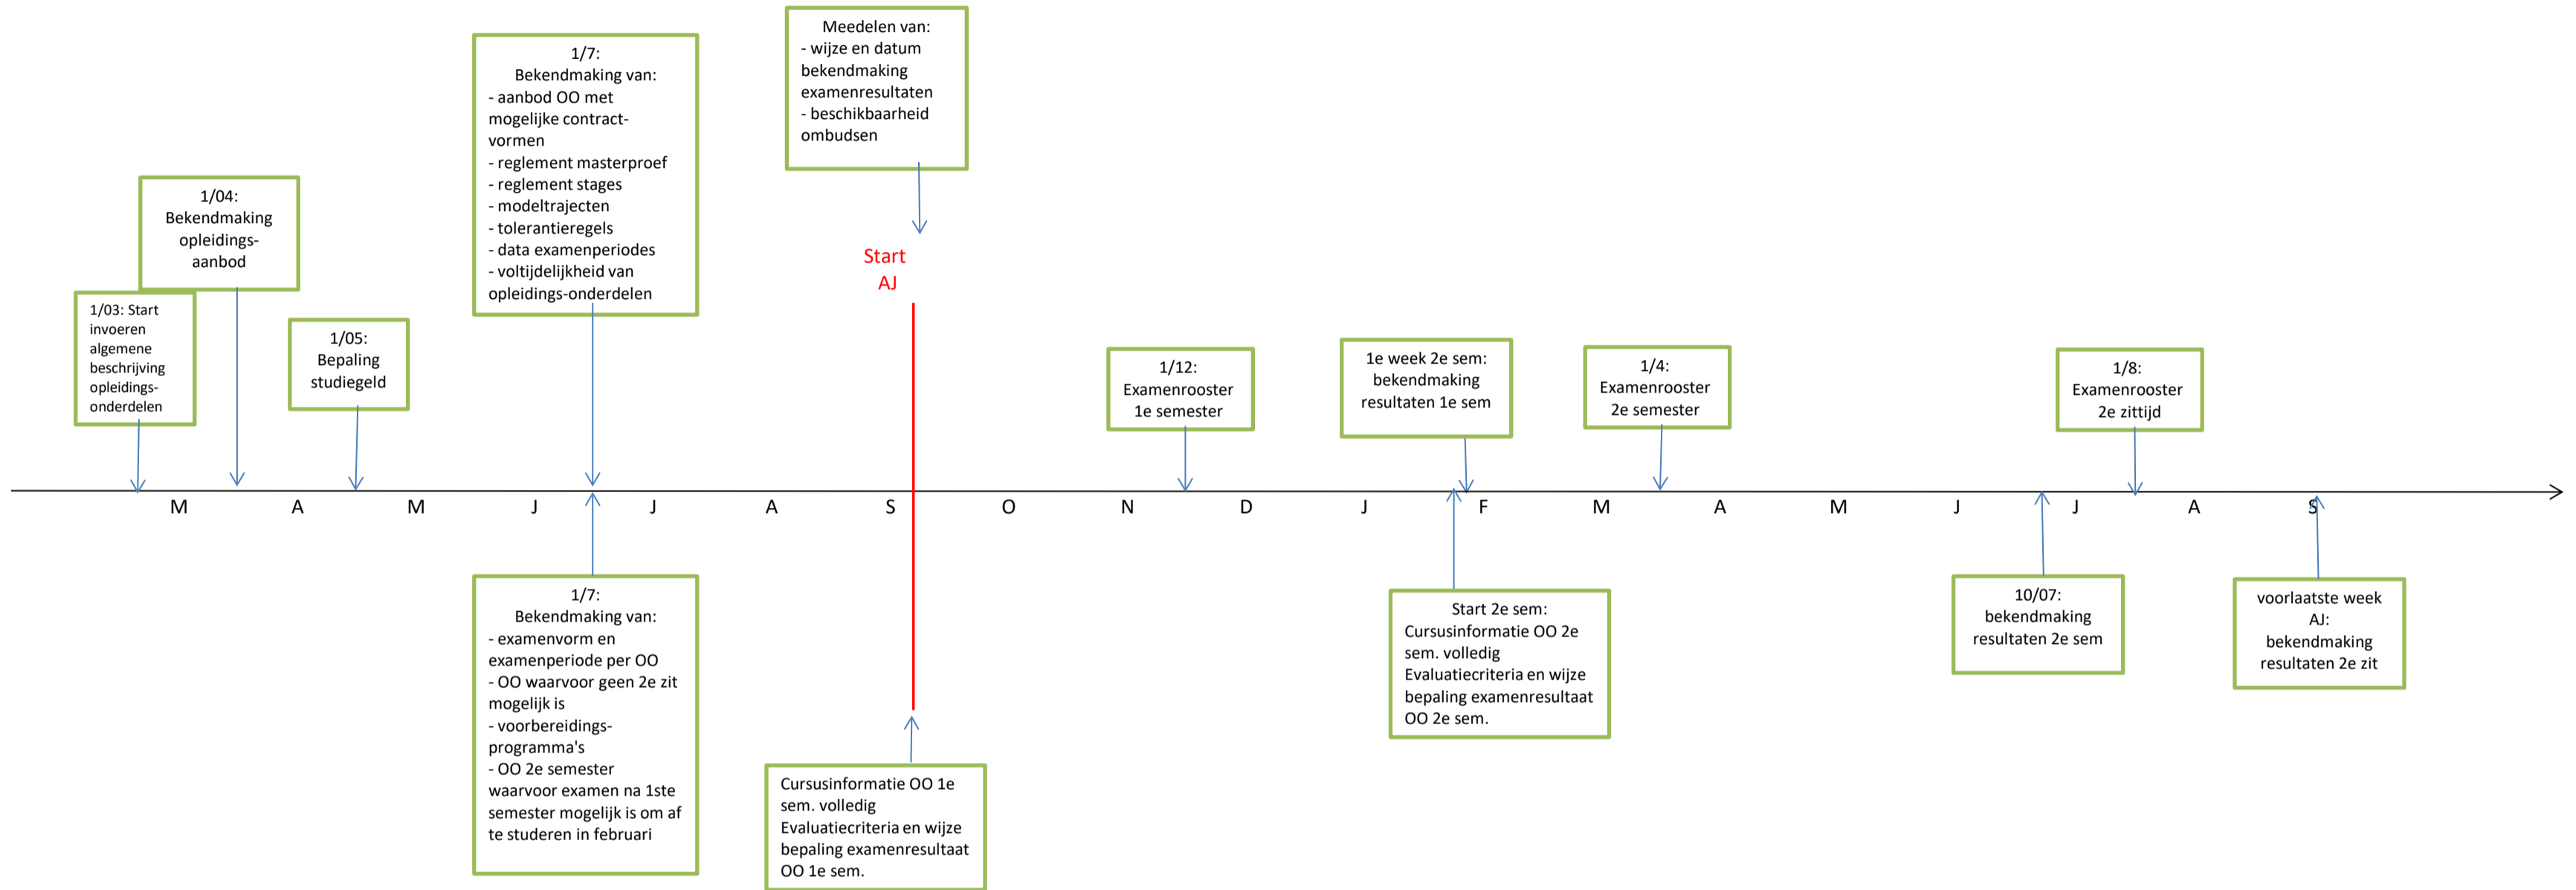 Meedelen van:
- wijze en datum
bekendmaking
examenresultaten
- beschikbaarheid
ombudsen
1/7:
Bekendmaking van:
- aanbod OO met
mogelijke contract-
vormen
- reglement masterproef
- reglement stages
- modeltrajecten
- tolerantieregels
- data examenperiodes
- voltijdelijkheid van
opleidings-onderdelen
1/04:
Bekendmaking
opleidings-
aanbod
Start
AJ
1/03: Start
invoeren
algemene
beschrijving
opleidings-
onderdelen
1/05:
Bepaling
studiegeld
1/12:
Examenrooster
1e semester
1e week 2e sem:
bekendmaking
resultaten 1e sem
1/4:
Examenrooster
2e semester
1/8:
Examenrooster
2e zittijd
M A M J J A S O N D J F M A M J J A S
1/7:
Bekendmaking van:
- examenvorm en
examenperiode per OO
- OO waarvoor geen 2e zit
mogelijk is
- voorbereidings-
programma's
- OO 2e semester
waarvoor examen na 1ste
semester mogelijk is om af
te studeren in februari
Cursusinformatie OO 1e
sem. volledig
Evaluatiecriteria en wijze
bepaling examenresultaat
OO 1e sem.
Start 2e sem:
Cursusinformatie OO 2e
sem. volledig
Evaluatiecriteria en wijze
bepaling examenresultaat
OO 2e sem.
10/07:
bekendmaking
resultaten 2e sem
voorlaatste week
AJ:
bekendmaking
resultaten 2e zit